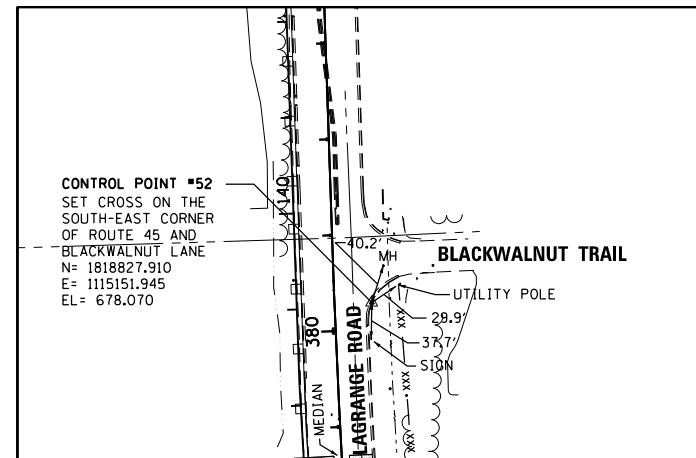 CONTROL POINT #52
SET CROSS ON THE
SOUTH-EAST CORNER
OF ROUTE 45 AND
BLACKWALNUT LANE
N= 1818827.910
E= 1115151.945
EL= 678.070
140
40.2'
MH
BLACKWALNUT TRAIL
UTILITY POLE
29.9'
37.7'
SIGN
380
LAGRANGE ROAD
MEDIAN
XXX
XXX
XXX